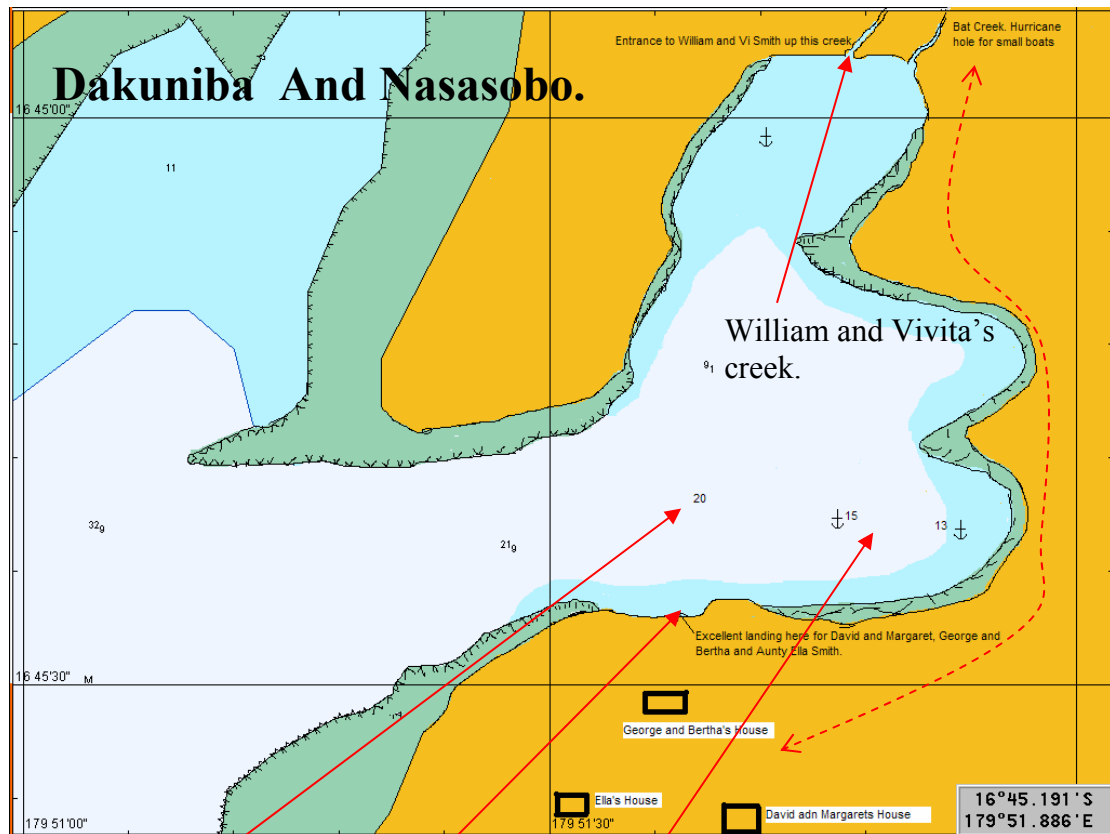 Entrance to William and Vi Smith up this creek
Bat Creek. Hurricane
hole for small boats
Dakuniba And Nasasobo.
16 45'00"
11
William and Vivita's
creek.
9₁
20
15
13
32₉
21₉
Excellent landing here for David and Margaret, George and
Bertha and Aunty Ella Smith.
16 45'30"
M
George and Bertha's House
Ella's House
David adn Margarets House
179 51'00"
179 51'30"
16°45.191'S
179°51.886'E